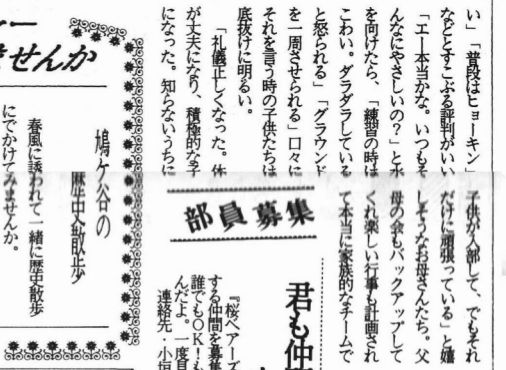 い」「普段はヒョーキン」
などとすこぶる評判がいい。
「エー本当かな。いつもそ
んなにやさしいの？」と水
を向けたら、「練習の時は
こわい。ダラダラしている
と怒られる」「グラウンド
を一周させられる」口々に
それを言う時の子供たちは
底抜けに明るい。
「礼儀正しくなった。体
が丈夫になり、積極的な子
になった。知らないうちに
子供が入部して、でもそれ
だけに頑張っている」と嬉
しそうなお母さんたち。父
母の会もバックアップして
くれ楽しい行事も計画され
て本当に家族的なチームで
部員募集
君も仲
『桜ベアーズ
する仲間を募集
誰でもOK！も
んだよ。一度見
連絡先・小垣
ませんか
鳩ケ谷の
歴史散歩
春風に誘われて一緒に歴史散歩
にでかけてみませんか。